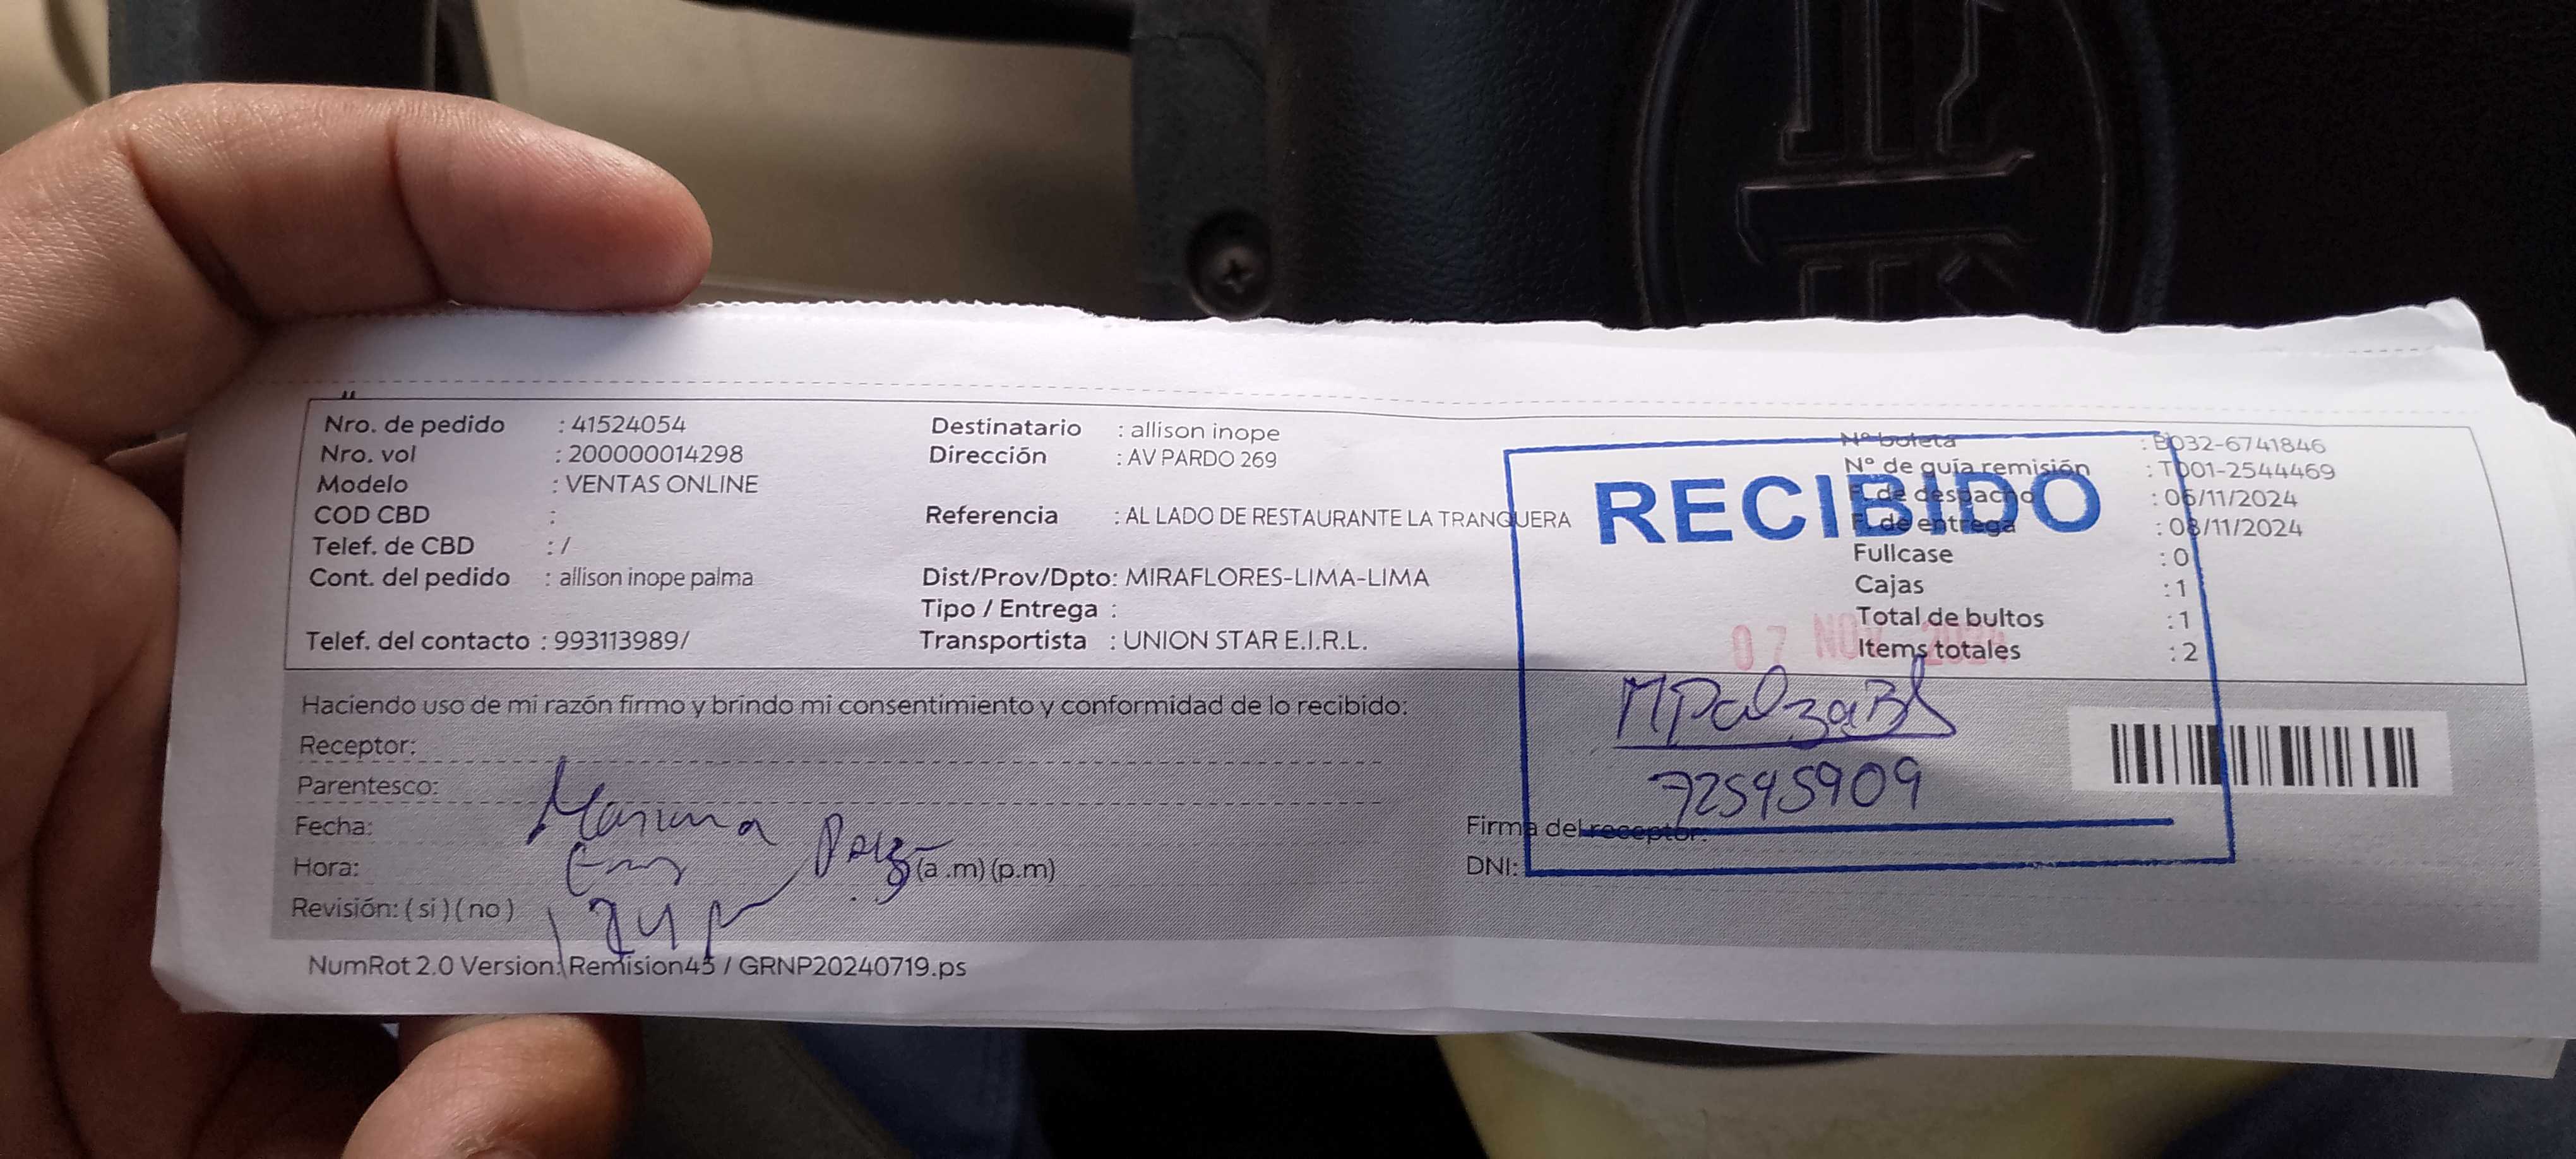 Nro. de pedido : 41524054
Nro. vol : 200000014298
Modelo : VENTAS ONLINE
COD CBD :
Telef. de CBD : /
Cont. del pedido : allison inope palma
Telef. del contacto : 993113989/
Destinatario : allison inope
Dirección : AV PARDO 269
Referencia : AL LADO DE RESTAURANTE LA TRANQUERA
Dist/Prov/Dpto: MIRAFLORES-LIMA-LIMA
Tipo / Entrega :
Transportista : UNION STAR E.I.R.L.
N° boleta : B032-6741846
N° de guía remisión : T001-2544469
F. de despacho : 06/11/2024
F. de entrega : 08/11/2024
Fullcase : 0
Cajas : 1
Total de bultos : 1
Items totales : 2
RECIBIDO
07 NOV 2024
72545909
Haciendo uso de mi razón firmo y brindo mi consentimiento y conformidad de lo recibido:
Receptor:
Parentesco:
Fecha:
Hora: (a .m) (p.m)
Revisión: ( si ) ( no )
Firma del receptor:
DNI:
NumRot 2.0 Version: Remision45 / GRNP20240719.ps